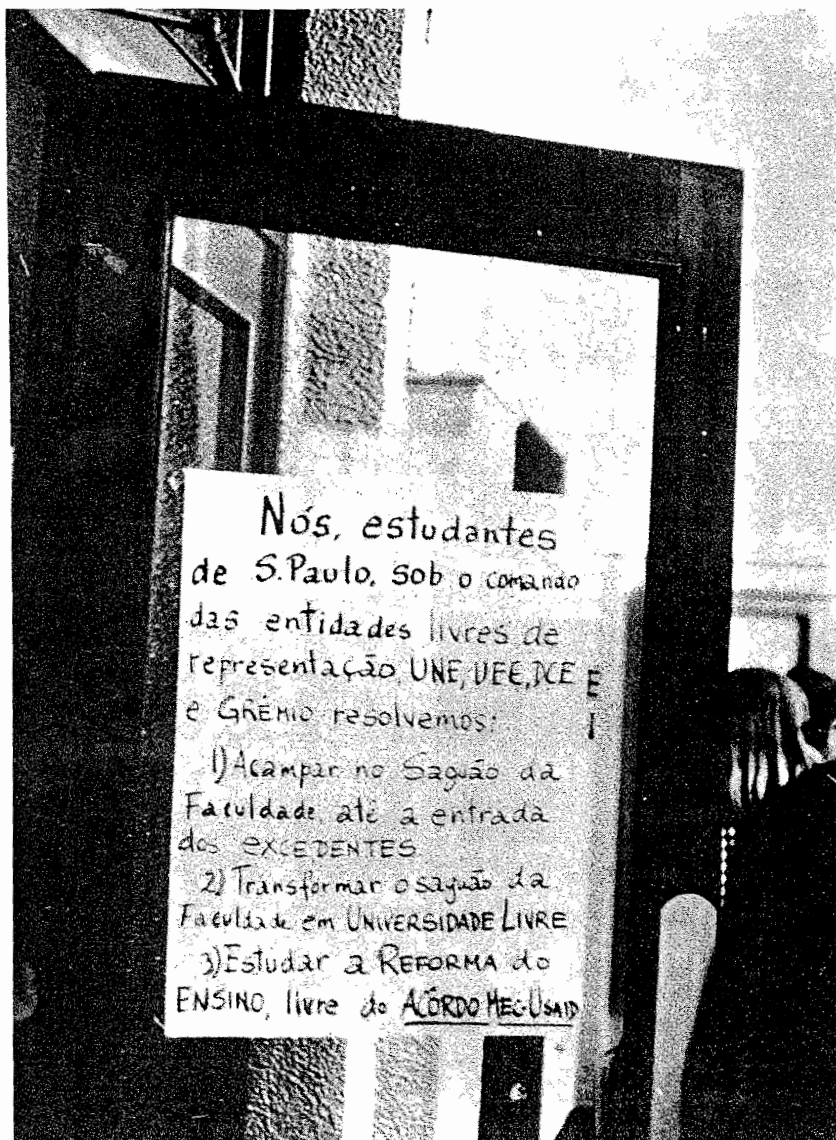 Nós, estudantes
de S. Paulo, sob o comando
das entidades livres de
representação UNE, UEE, DCE
e GRÊMIO resolvemos:
1) Acampar no Saguão da
Faculdade até a entrada
dos EXCEDENTES
2) Transformar o saguão da
Faculdade em UNIVERSIDADE LIVRE
3) Estudar a REFORMA do
ENSINO, livre do ACÔRDO MEC-USAID
E
I